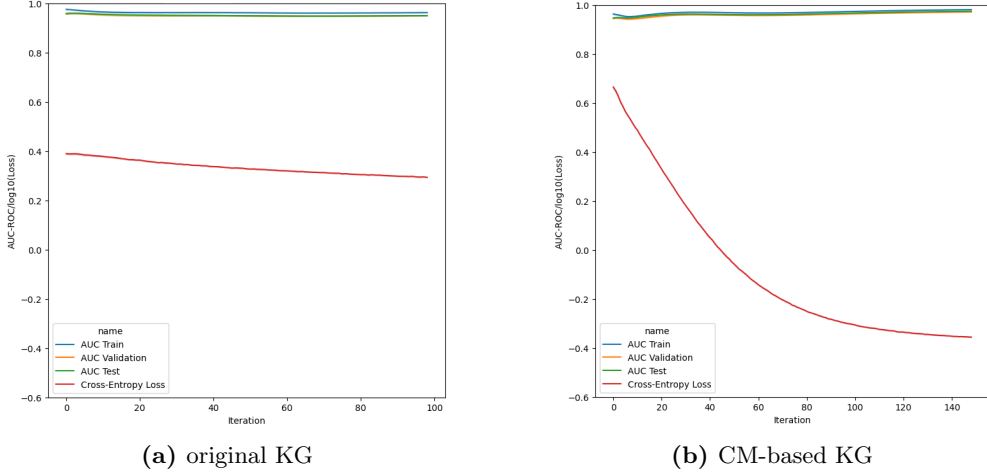 1.0
0.8
0.6
0.4
0.2
0.0
−0.2
−0.4
−0.6
AUC-ROC/log10(Loss)
name
AUC Train
AUC Validation
AUC Test
Cross-Entropy Loss
0 20 40 60 80 100
Iteration
(a) original KG
1.0
0.8
0.6
0.4
0.2
0.0
−0.2
−0.4
−0.6
AUC-ROC/log10(Loss)
name
AUC Train
AUC Validation
AUC Test
Cross-Entropy Loss
0 20 40 60 80 100 120 140
Iteration
(b) CM-based KG